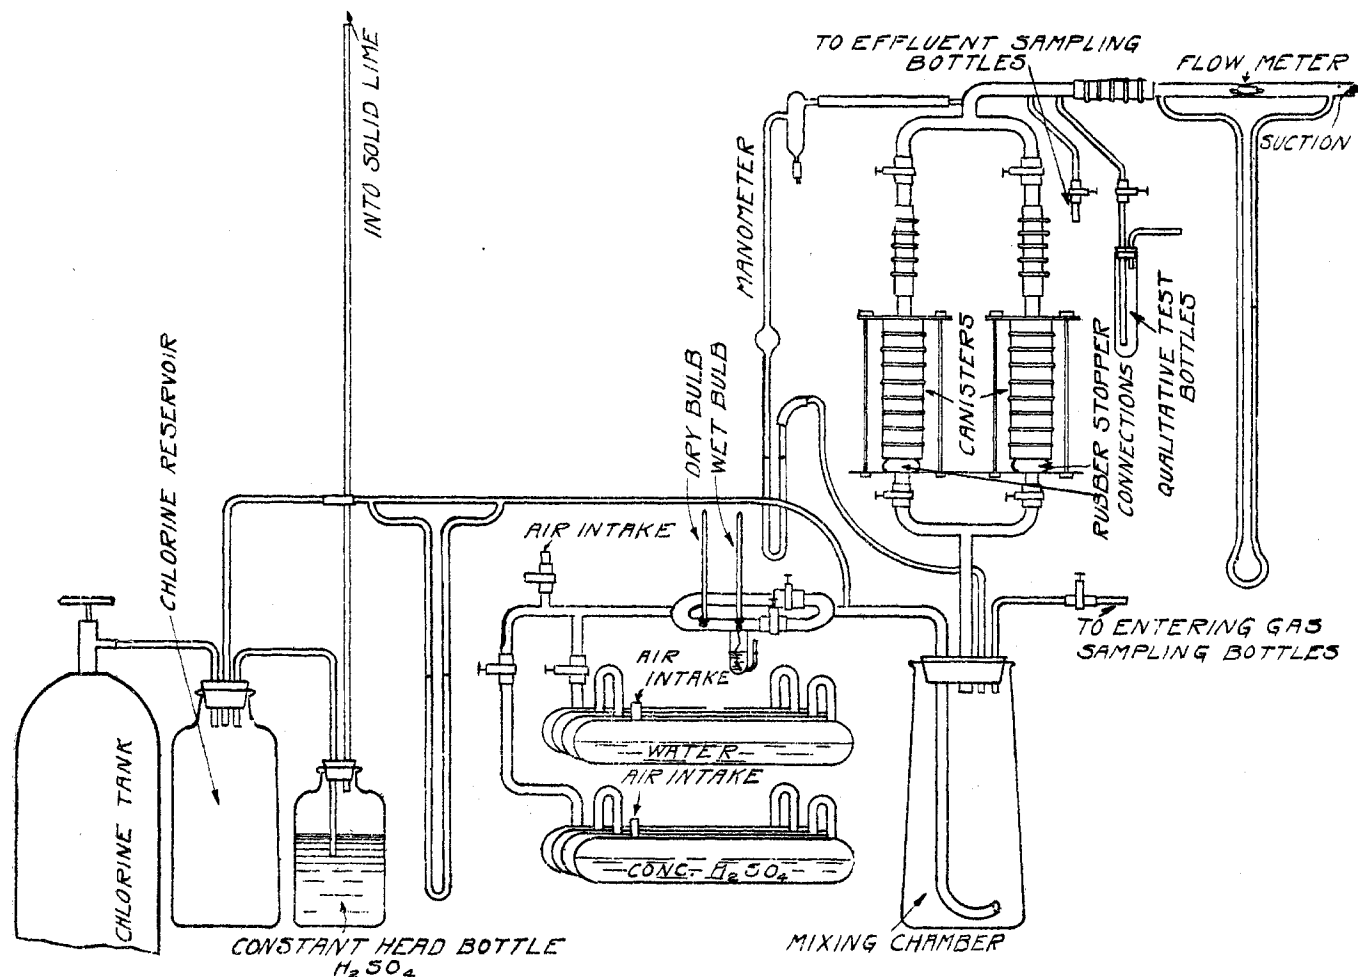 TO EFFLUENT SAMPLING
BOTTLES
FLOW METER
SUCTION
INTO SOLID LIME
MANOMETER
CHLORINE RESERVOIR
DRY BULB
WET BULB
CANISTERS
RUBBER STOPPER
CONNECTIONS
QUALITATIVE TEST
BOTTLES
AIR INTAKE
TO ENTERING GAS
SAMPLING BOTTLES
AIR
INTAKE
WATER
AIR INTAKE
CONC. H₂SO₄
CHLORINE TANK
CONSTANT HEAD BOTTLE
H₂SO₄
MIXING CHAMBER